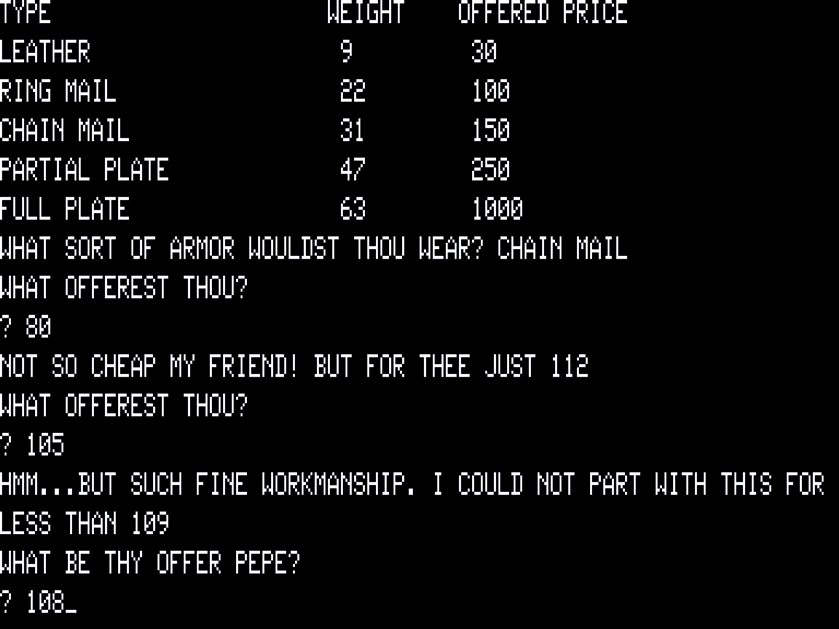 TYPE WEIGHT OFFERED PRICE
LEATHER 9 30
RING MAIL 22 100
CHAIN MAIL 31 150
PARTIAL PLATE 47 250
FULL PLATE 63 1000
WHAT SORT OF ARMOR WOULDST THOU WEAR? CHAIN MAIL
WHAT OFFEREST THOU?
? 80
NOT SO CHEAP MY FRIEND! BUT FOR THEE JUST 112
WHAT OFFEREST THOU?
? 105
HMM...BUT SUCH FINE WORKMANSHIP. I COULD NOT PART WITH THIS FOR
LESS THAN 109
WHAT BE THY OFFER PEPE?
? 108_